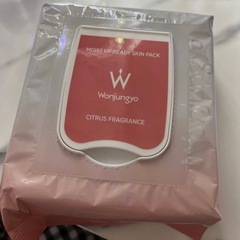 MOIST UP READY SKIN PACK
Wonjungyo
CITRUS FRAGRANCE